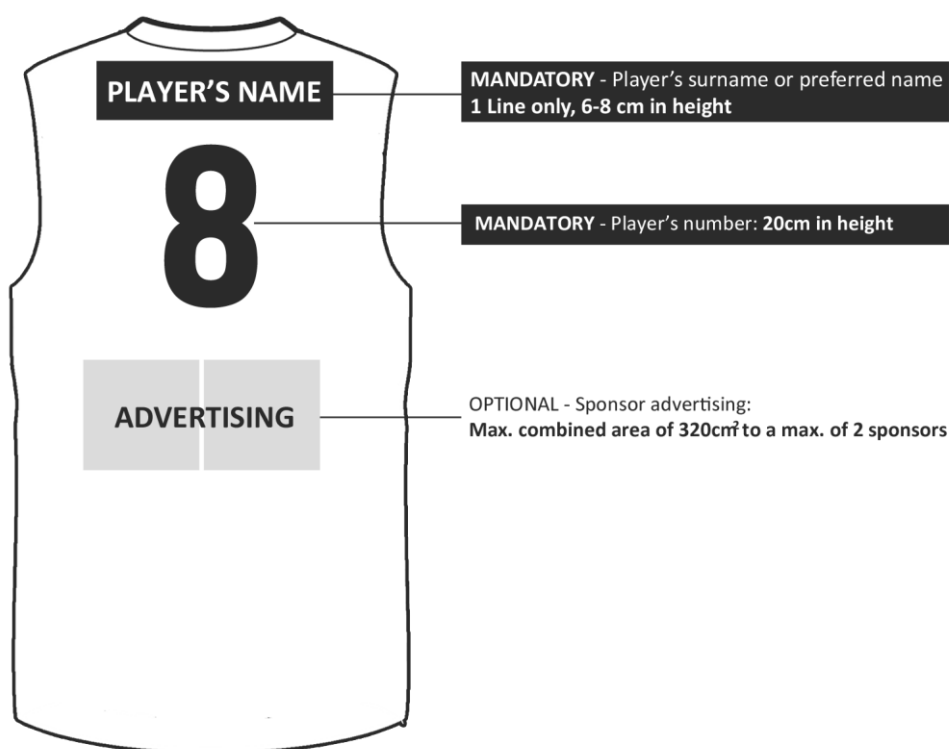 PLAYER’S NAME
MANDATORY - Player’s surname or preferred name
1 Line only, 6-8 cm in height
8
MANDATORY - Player’s number: 20cm in height
ADVERTISING
OPTIONAL - Sponsor advertising:
Max. combined area of 320cm² to a max. of 2 sponsors